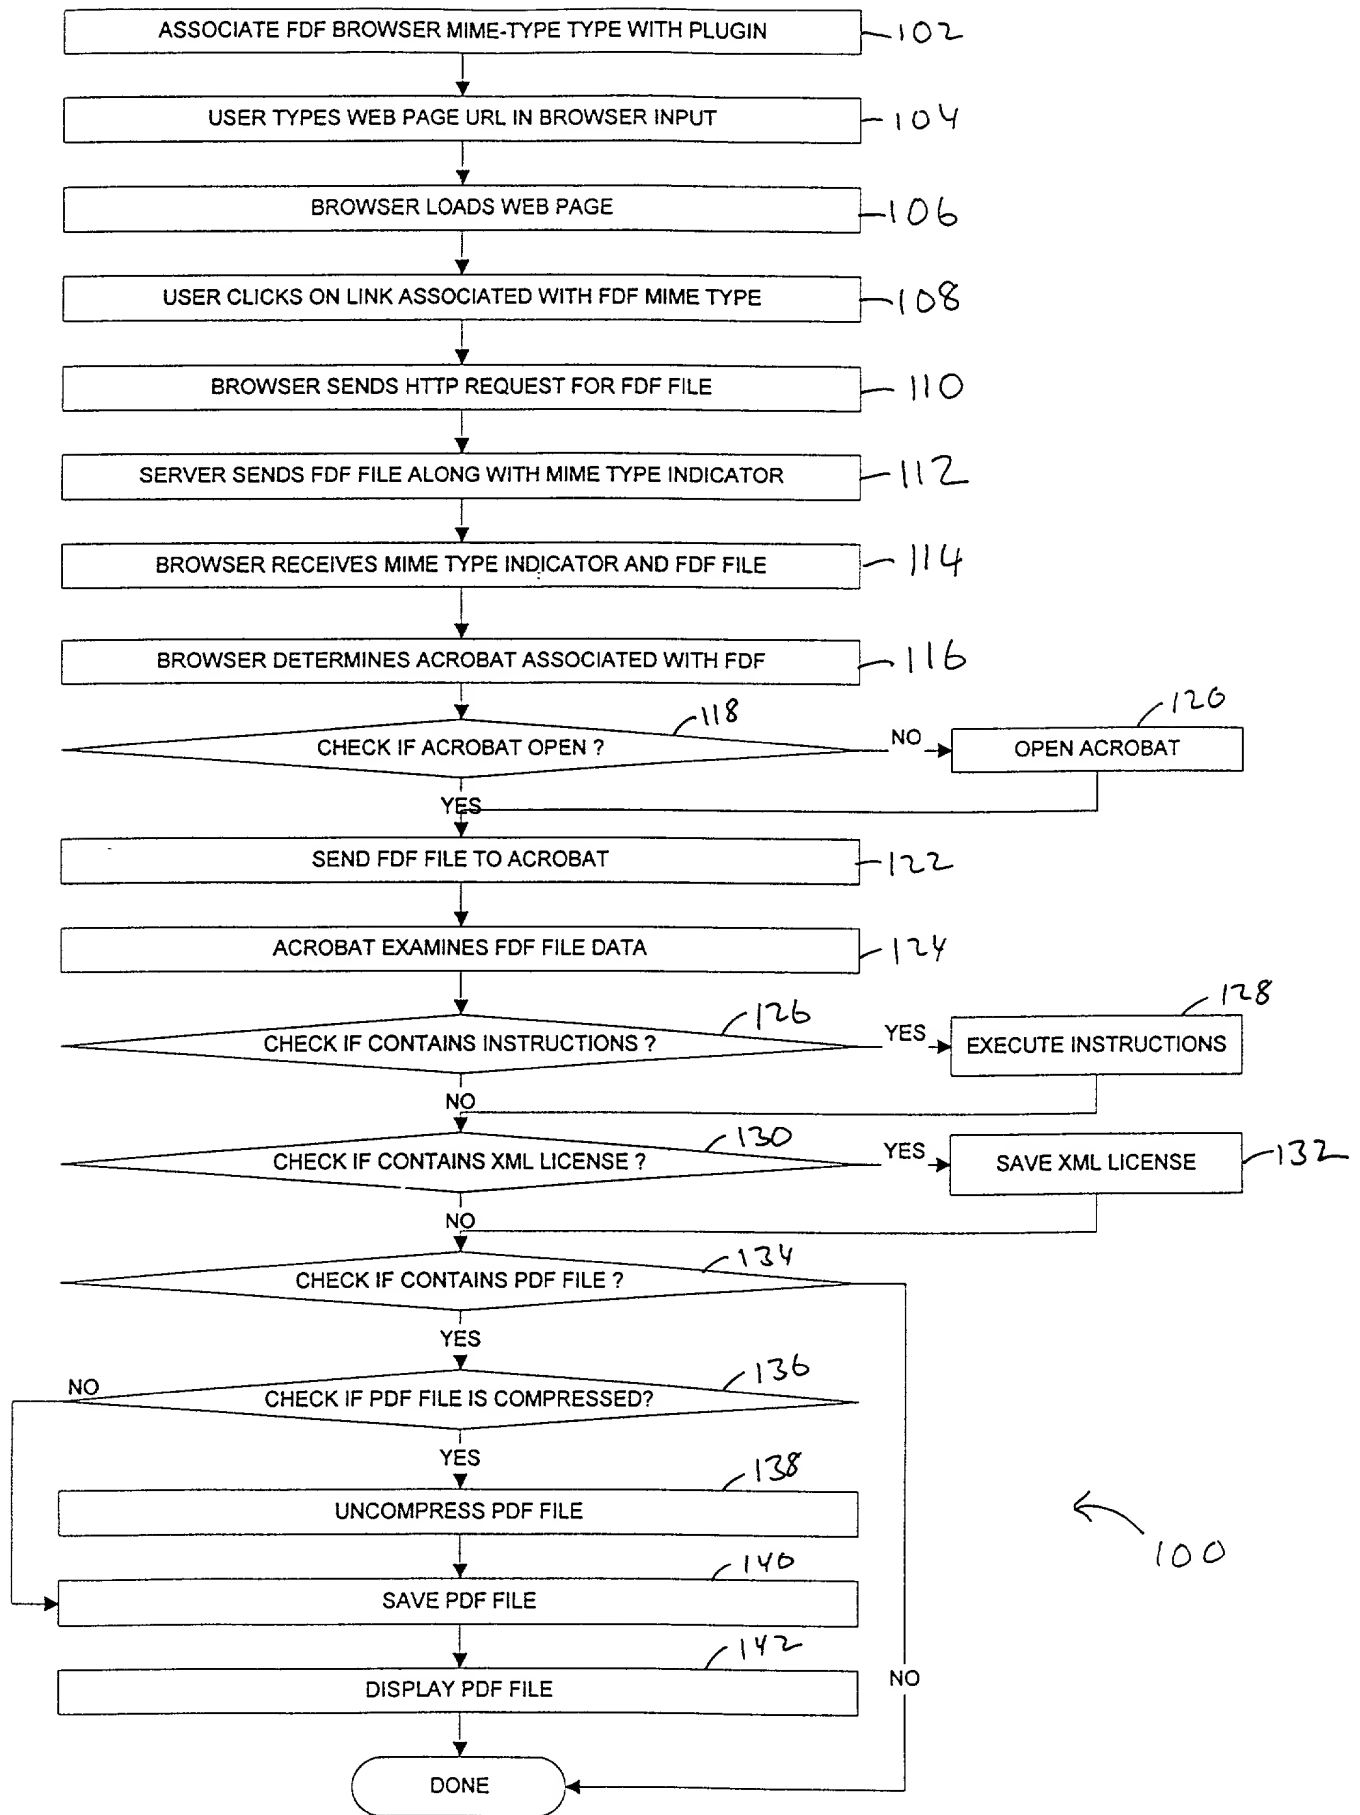 ASSOCIATE FDF BROWSER MIME-TYPE TYPE WITH PLUGIN 102
USER TYPES WEB PAGE URL IN BROWSER INPUT 104
BROWSER LOADS WEB PAGE 106
USER CLICKS ON LINK ASSOCIATED WITH FDF MIME TYPE 108
BROWSER SENDS HTTP REQUEST FOR FDF FILE 110
SERVER SENDS FDF FILE ALONG WITH MIME TYPE INDICATOR 112
BROWSER RECEIVES MIME TYPE INDICATOR AND FDF FILE 114
BROWSER DETERMINES ACROBAT ASSOCIATED WITH FDF 116
118
120
CHECK IF ACROBAT OPEN ? NO OPEN ACROBAT
YES
SEND FDF FILE TO ACROBAT 122
ACROBAT EXAMINES FDF FILE DATA 124
126
128
CHECK IF CONTAINS INSTRUCTIONS ? YES EXECUTE INSTRUCTIONS
NO
130
CHECK IF CONTAINS XML LICENSE ? YES SAVE XML LICENSE 132
NO
134
CHECK IF CONTAINS PDF FILE ?
YES
136
NO CHECK IF PDF FILE IS COMPRESSED?
YES
138
UNCOMPRESS PDF FILE
100
140
SAVE PDF FILE
142
DISPLAY PDF FILE
NO
DONE